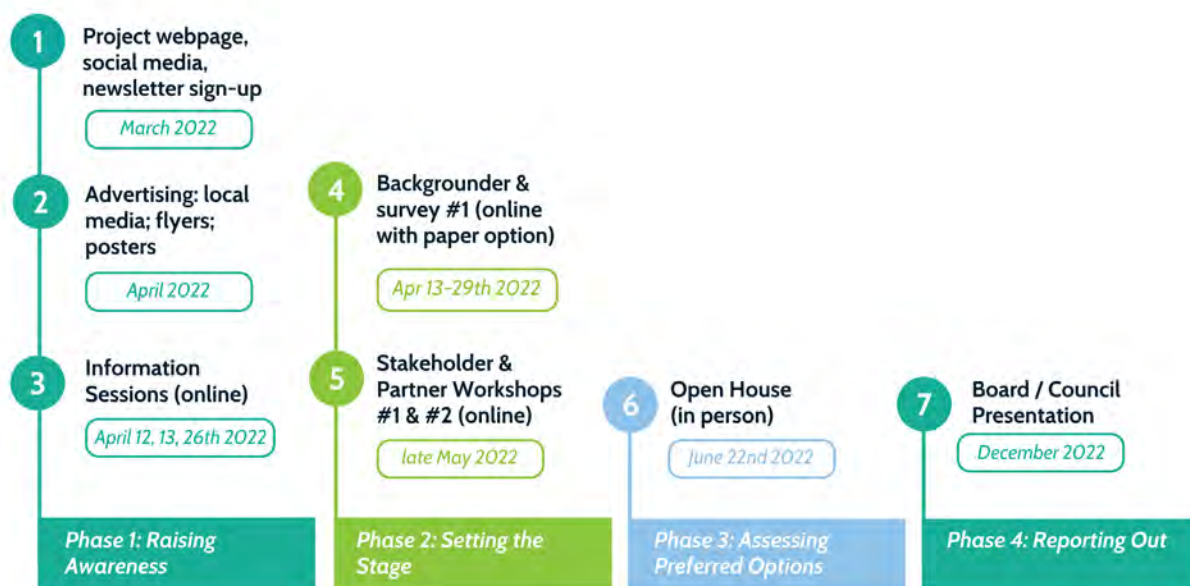 1
Project webpage,
social media,
newsletter sign-up
March 2022
2
Advertising: local
media; flyers;
posters
April 2022
3
Information
Sessions (online)
April 12, 13, 26th 2022
Phase 1: Raising
Awareness
4
Backgrounder &
survey #1 (online
with paper option)
Apr 13-29th 2022
5
Stakeholder &
Partner Workshops
#1 & #2 (online)
late May 2022
Phase 2: Setting the
Stage
6
Open House
(in person)
June 22nd 2022
Phase 3: Assessing
Preferred Options
7
Board / Council
Presentation
December 2022
Phase 4: Reporting Out